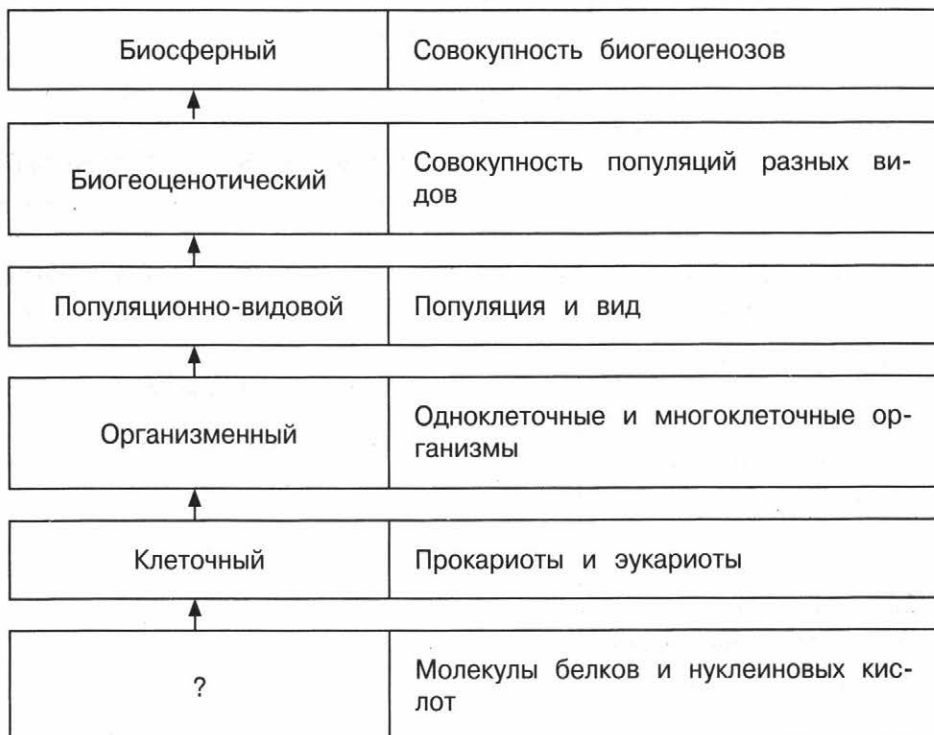 Биосферный
Совокупность биогеоценозов
Биогеоценотический
Совокупность популяций разных ви-
дов
Популяционно-видовой
Популяция и вид
Организменный
Одноклеточные и многоклеточные ор-
ганизмы
Клеточный
Прокариоты и эукариоты
?
Молекулы белков и нуклеиновых кис-
лот